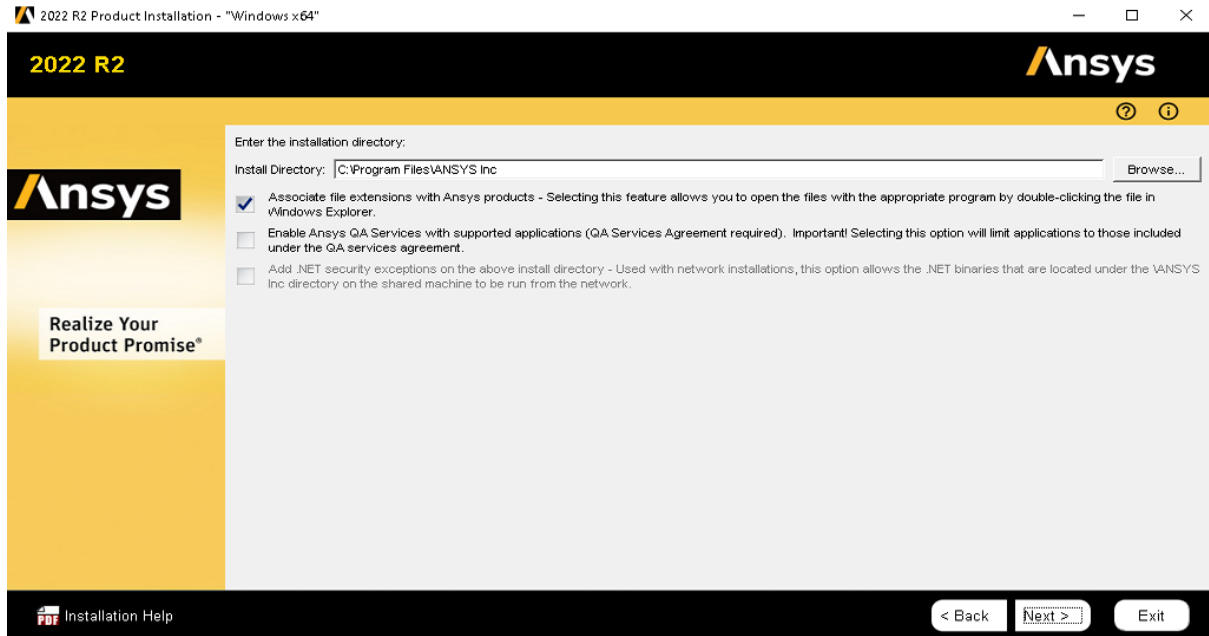 2022 R2 Product Installation - "Windows x64"
2022 R2
Ansys
Enter the installation directory:
Install Directory: C:\Program Files\ANSYS Inc
Browse...
Ansys
Associate file extensions with Ansys products - Selecting this feature allows you to open the files with the appropriate program by double-clicking the file in
Windows Explorer.
Enable Ansys QA Services with supported applications (QA Services Agreement required). Important! Selecting this option will limit applications to those included
under the QA services agreement.
Add .NET security exceptions on the above install directory - Used with network installations, this option allows the .NET binaries that are located under the \ANSYS
Inc directory on the shared machine to be run from the network.
Realize Your
Product Promise®
PDF Installation Help
< Back
Next >
Exit